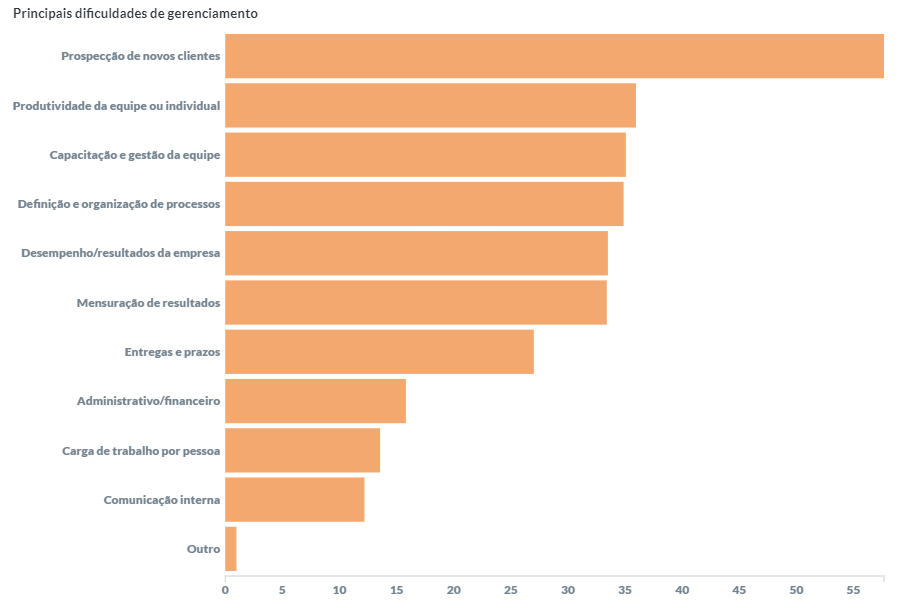 Principais dificuldades de gerenciamento
Prospecção de novos clientes
Produtividade da equipe ou individual
Capacitação e gestão da equipe
Definição e organização de processos
Desempenho/resultados da empresa
Mensuração de resultados
Entregas e prazos
Administrativo/financeiro
Carga de trabalho por pessoa
Comunicação interna
Outro
0 5 10 15 20 25 30 35 40 45 50 55